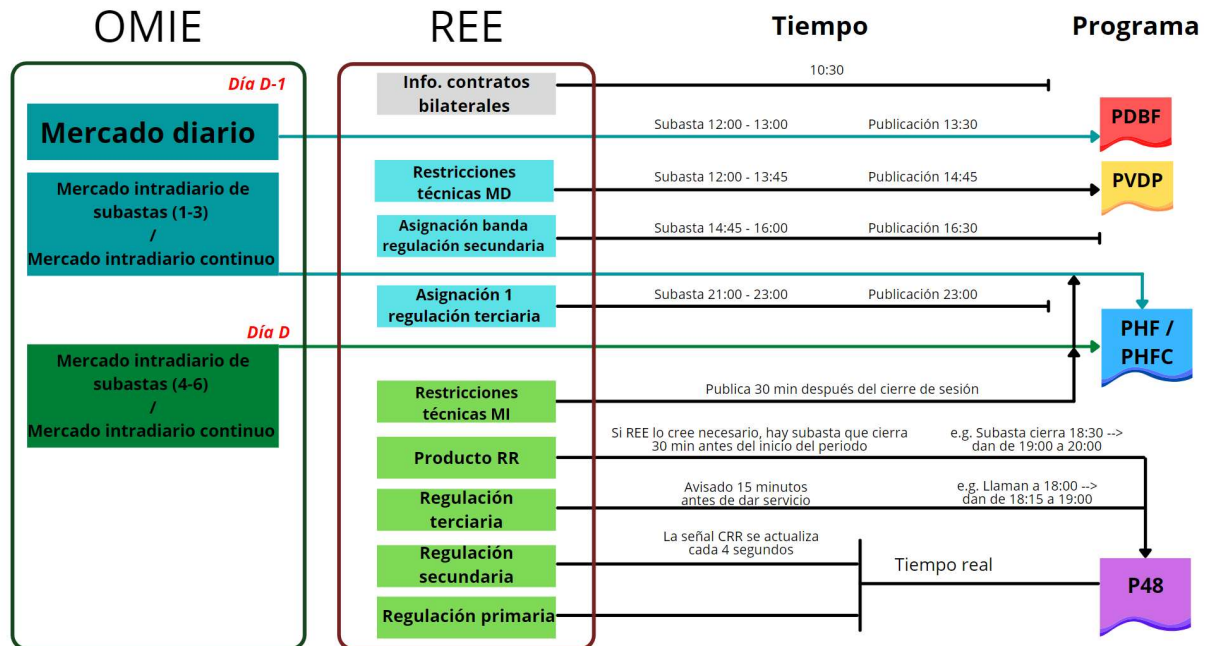 OMIE
REE
Tiempo
Programa
Día D-1
Info. contratos
bilaterales
10:30
Mercado diario
Subasta 12:00 - 13:00
Publicación 13:30
PDBF
Mercado intradiario de
subastas (1-3)
/
Mercado intradiario continuo
Restricciones
técnicas MD
Subasta 12:00 - 13:45
Publicación 14:45
PVDP
Asignación banda
regulación secundaria
Subasta 14:45 - 16:00
Publicación 16:30
Asignación 1
regulación terciaria
Subasta 21:00 - 23:00
Publicación 23:00
PHF /
PHFC
Día D
Mercado intradiario de
subastas (4-6)
/
Mercado intradiario continuo
Restricciones
técnicas MI
Publica 30 min después del cierre de sesión
Producto RR
Si REE lo cree necesario, hay subasta que cierra
30 min antes del inicio del periodo
e.g. Subasta cierra 18:30 -->
dan de 19:00 a 20:00
Regulación
terciaria
Avisado 15 minutos
antes de dar servicio
e.g. Llaman a 18:00 -->
dan de 18:15 a 19:00
Regulación
secundaria
La señal CRR se actualiza
cada 4 segundos
Tiempo real
P48
Regulación primaria